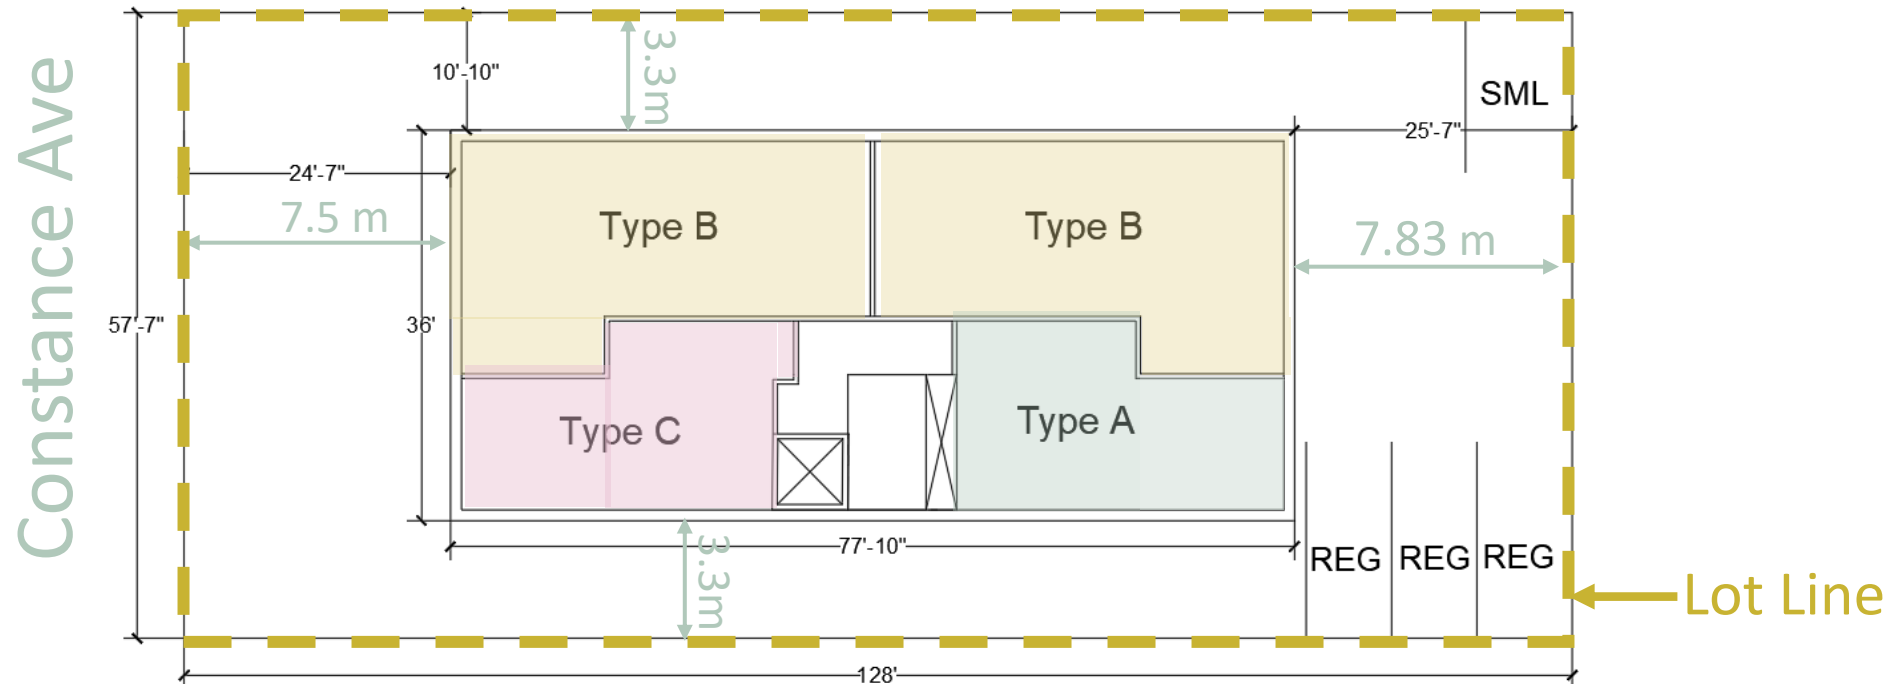 Constance Ave
10'-10"
3.3m
SML
25'-7"
24'-7"
7.5 m
Type B
Type B
7.83 m
57'-7"
36'
Type C
Type A
77'-10"
3.3m
REG
REG
REG
Lot Line
128'